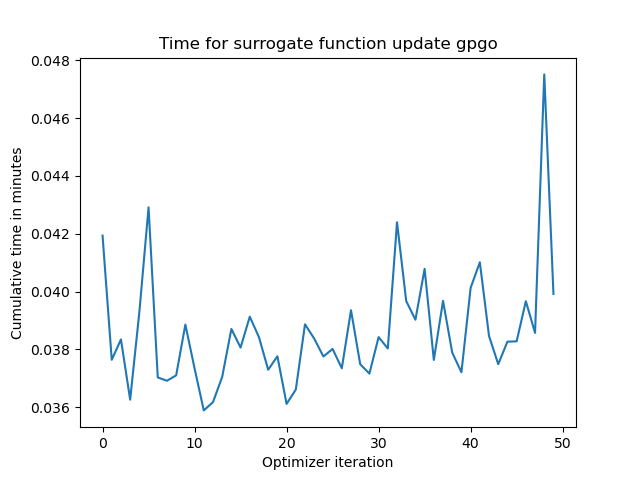 Time for surrogate function update gpgo
Cumulative time in minutes
0.048
0.046
0.044
0.042
0.040
0.038
0.036
0 10 20 30 40 50
Optimizer iteration